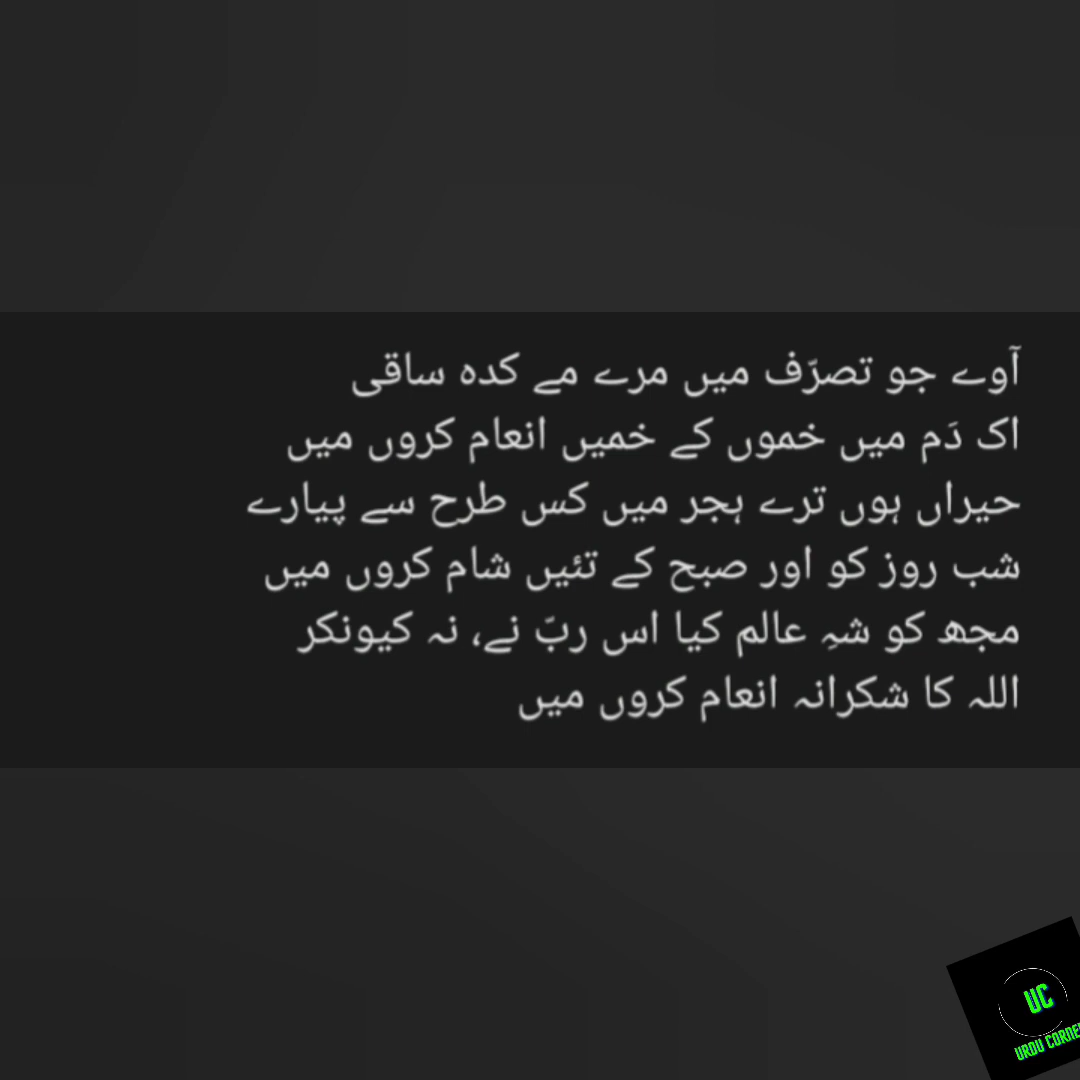 آوے جو تصرّف میں مرے مے کدہ ساقی
اک دَم میں خموں کے خمیں انعام کروں میں
حیراں ہوں ترے ہجر میں کس طرح سے پیارے
شب روز کو اور صبح کے تئیں شام کروں میں
مجھ کو شہِ عالم کیا اس ربّ نے، نہ کیونکر
اللہ کا شکرانہ انعام کروں میں
UC
URDU CORNE